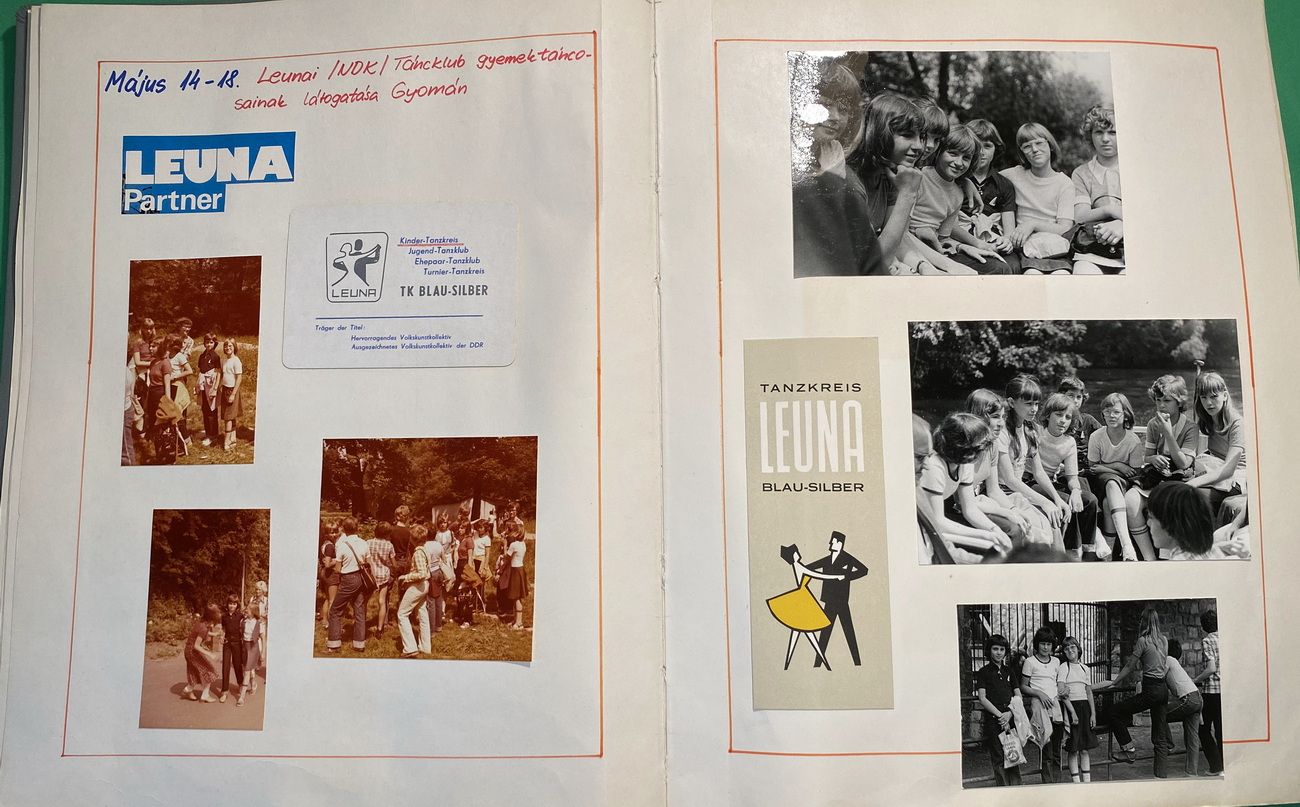 Május 14-18. Leunai /NDK/ Táncklub gyermektánco-
sainak látogatása Gyomán
LEUNA
Partner
Kinder-Tanzkreis
Jugend-Tanzklub
Ehepaar-Tanzklub
Turnier-Tanzkreis
LEUNA
TK BLAU-SILBER
Träger der Titel:
Hervorragendes Volkskunstkollektiv
Ausgezeichnetes Volkskunstkollektiv der DDR
TANZKREIS
LEUNA
BLAU-SILBER